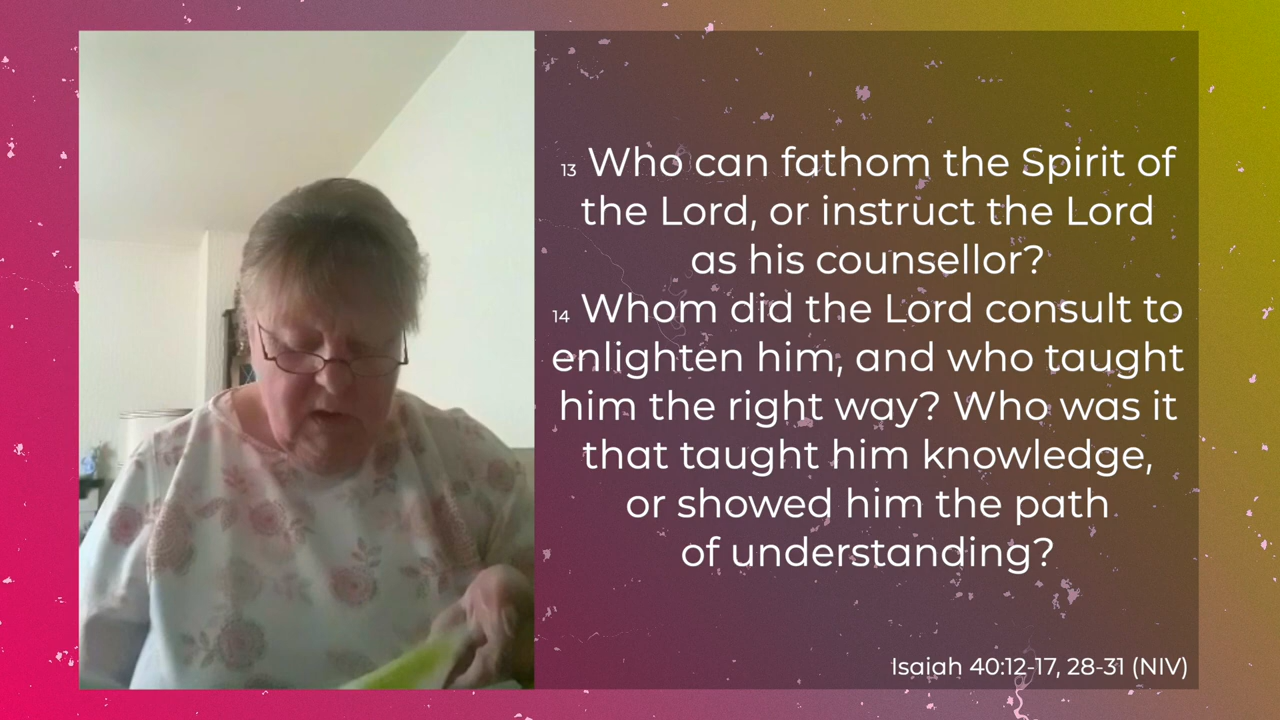 13 Who can fathom the Spirit of
the Lord, or instruct the Lord
as his counsellor?
14 Whom did the Lord consult to
enlighten him, and who taught
him the right way? Who was it
that taught him knowledge,
or showed him the path
of understanding?
Isaiah 40:12-17, 28-31 (NIV)